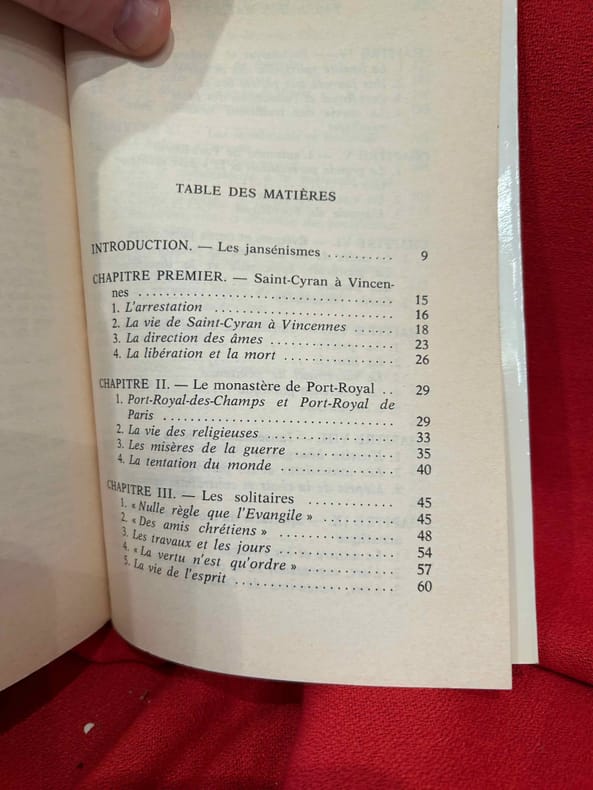 TABLE DES MATIÈRES
INTRODUCTION. — Les jansénismes .......... 9
CHAPITRE PREMIER. — Saint-Cyran à Vincen-
nes .................................... 15
1. L'arrestation .......................... 16
2. La vie de Saint-Cyran à Vincennes ....... 18
3. La direction des âmes ................... 23
4. La libération et la mort ................ 26
CHAPITRE II. — Le monastère de Port-Royal .. 29
1. Port-Royal-des-Champs et Port-Royal de
Paris ................................. 29
2. La vie des religieuses .................. 33
3. Les misères de la guerre ................ 35
4. La tentation du monde ................... 40
CHAPITRE III. — Les solitaires ............ 45
1. « Nulle règle que l'Evangile » .......... 45
2. « Des amis chrétiens » .................. 48
3. Les travaux et les jours ................ 54
4. « La vertu n'est qu'ordre » ............. 57
5. La vie de l'esprit ...................... 60